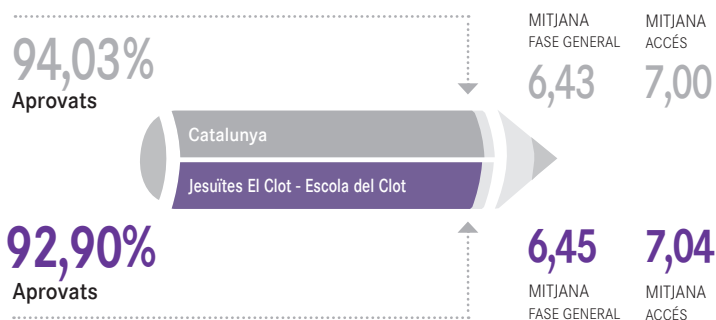 94,03%
Aprovats
MITJANA
FASE GENERAL
6,43
MITJANA
ACCÉS
7,00
Catalunya
Jesuïtes El Clot - Escola del Clot
92,90%
Aprovats
6,45
MITJANA
FASE GENERAL
7,04
MITJANA
ACCÉS